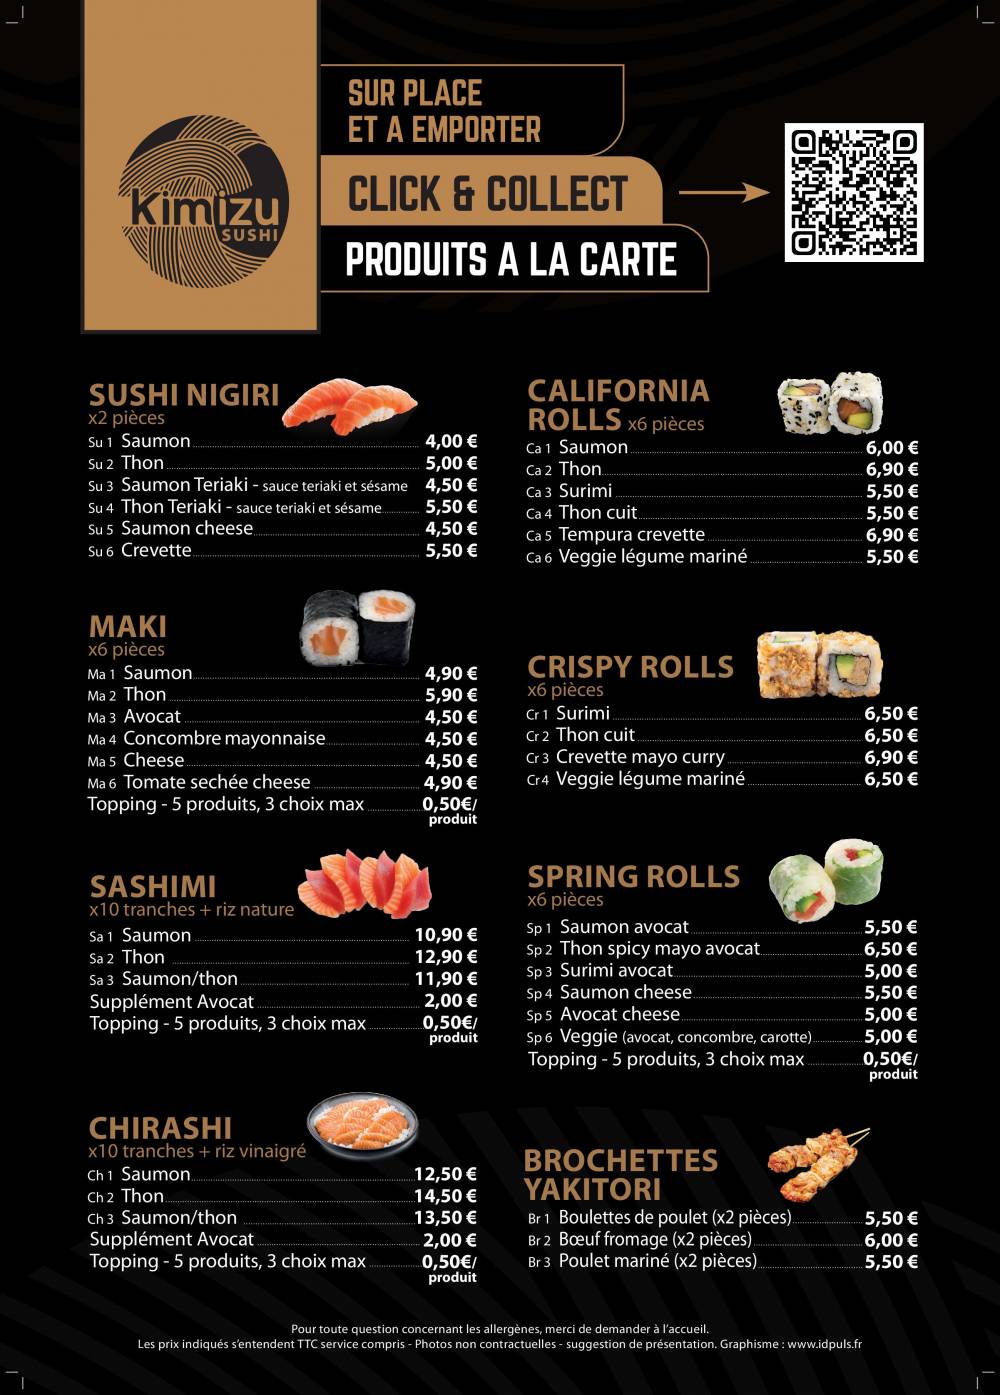 Kimizu
SUSHI
SUR PLACE
ET A EMPORTER
CLICK & COLLECT
PRODUITS A LA CARTE
SUSHI NIGIRI
x2 pièces
Su 1 Saumon 4,00 €
Su 2 Thon 5,00 €
Su 3 Saumon Teriaki - sauce teriaki et sésame 4,50 €
Su 4 Thon Teriaki - sauce teriaki et sésame 5,50 €
Su 5 Saumon cheese 4,50 €
Su 6 Crevette 5,50 €
MAKI
x6 pièces
Ma 1 Saumon 4,90 €
Ma 2 Thon 5,90 €
Ma 3 Avocat 4,50 €
Ma 4 Concombre mayonnaise 4,50 €
Ma 5 Cheese 4,50 €
Ma 6 Tomate sechée cheese 4,90 €
Topping - 5 produits, 3 choix max 0,50€/
produit
SASHIMI
x10 tranches + riz nature
Sa 1 Saumon 10,90 €
Sa 2 Thon 12,90 €
Sa 3 Saumon/thon 11,90 €
Supplément Avocat 2,00 €
Topping - 5 produits, 3 choix max 0,50€/
produit
CHIRASHI
x10 tranches + riz vinaigré
Ch 1 Saumon 12,50 €
Ch 2 Thon 14,50 €
Ch 3 Saumon/thon 13,50 €
Supplément Avocat 2,00 €
Topping - 5 produits, 3 choix max 0,50€/
produit
CALIFORNIA
ROLLS x6 pièces
Ca 1 Saumon 6,00 €
Ca 2 Thon 6,90 €
Ca 3 Surimi 5,50 €
Ca 4 Thon cuit 5,50 €
Ca 5 Tempura crevette 6,90 €
Ca 6 Veggie légume mariné 5,50 €
CRISPY ROLLS
x6 pièces
Cr 1 Surimi 6,50 €
Cr 2 Thon cuit 6,50 €
Cr 3 Crevette mayo curry 6,90 €
Cr 4 Veggie légume mariné 6,50 €
SPRING ROLLS
x6 pièces
Sp 1 Saumon avocat 5,50 €
Sp 2 Thon spicy mayo avocat 6,50 €
Sp 3 Surimi avocat 5,00 €
Sp 4 Saumon cheese 5,50 €
Sp 5 Avocat cheese 5,00 €
Sp 6 Veggie (avocat, concombre, carotte) 5,00 €
Topping - 5 produits, 3 choix max 0,50€/
produit
BROCHETTES
YAKITORI
Br 1 Boulettes de poulet (x2 pièces) 5,50 €
Br 2 Bœuf fromage (x2 pièces) 6,00 €
Br 3 Poulet mariné (x2 pièces) 5,50 €
Pour toute question concernant les allergènes, merci de demander à l'accueil.
Les prix indiqués s'entendent TTC service compris - Photos non contractuelles - suggestion de présentation. Graphisme : www.idpuls.fr